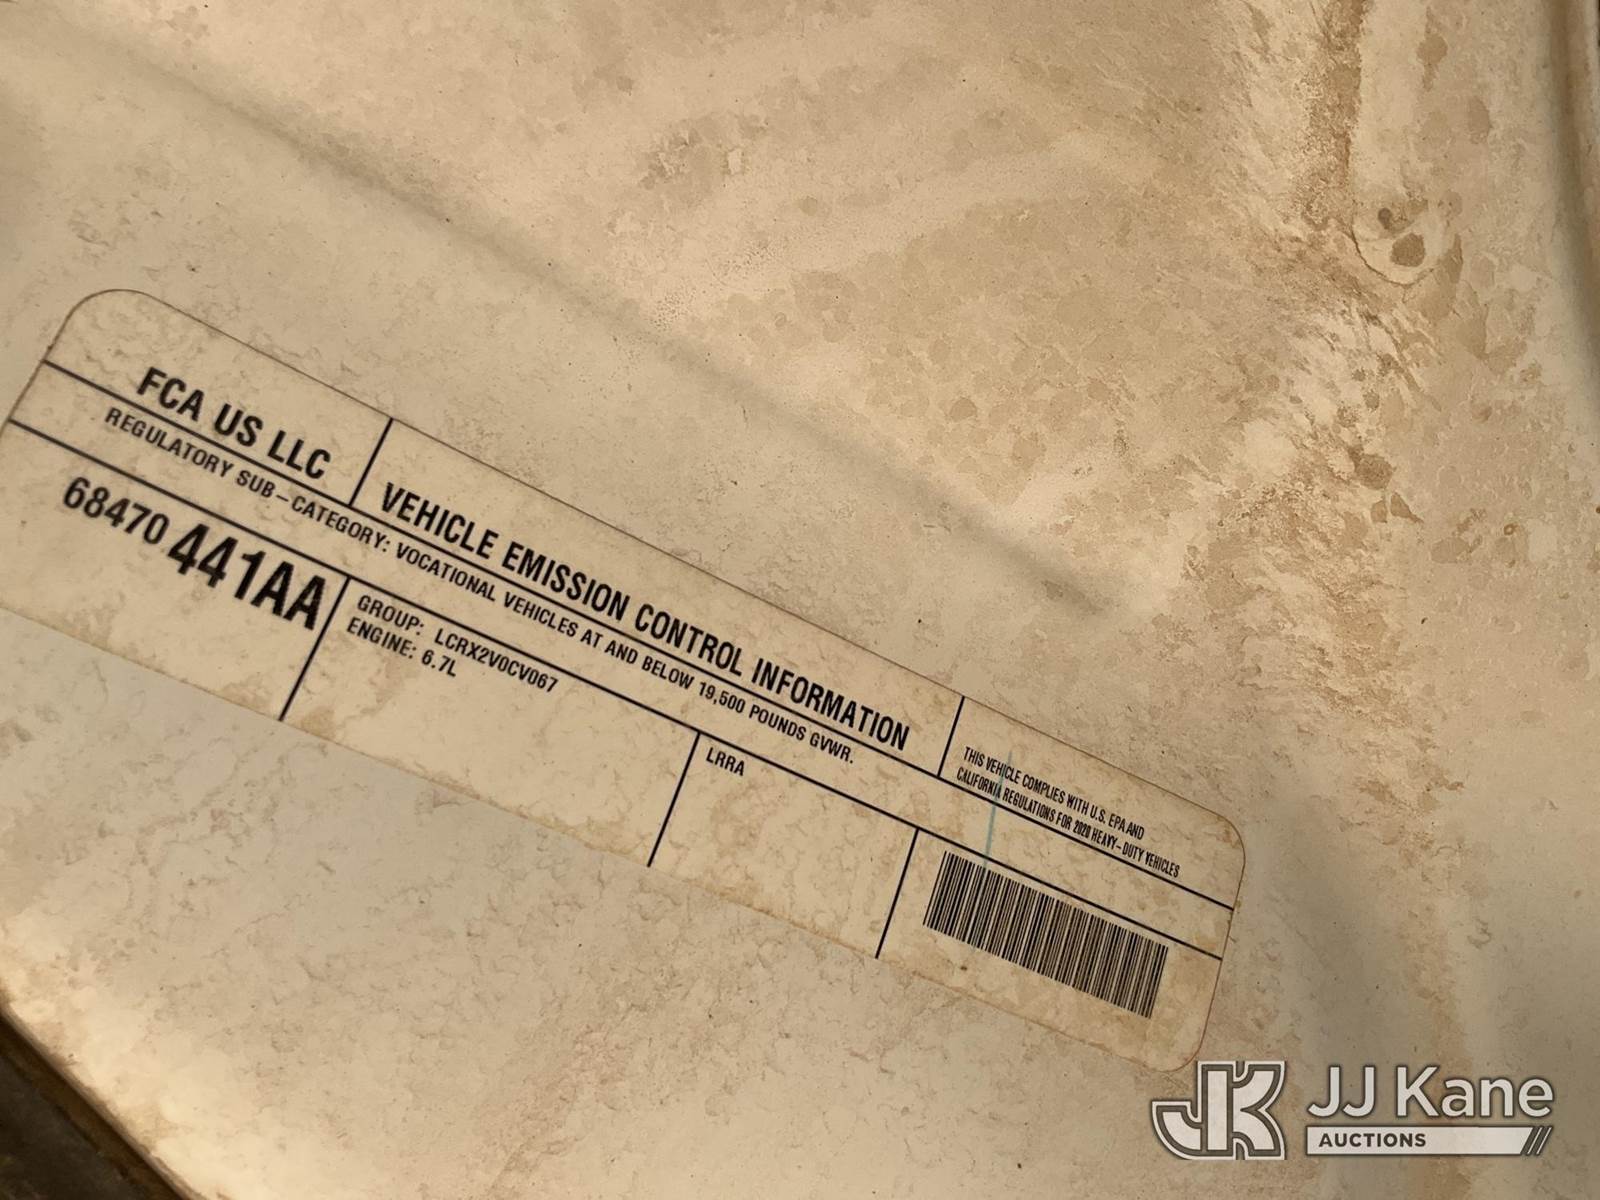 FCA US LLC
VEHICLE EMISSION CONTROL INFORMATION
THIS VEHICLE COMPLIES WITH U.S. EPA AND
CALIFORNIA REGULATIONS FOR 2020 HEAVY-DUTY VEHICLES
REGULATORY SUB-CATEGORY: VOCATIONAL VEHICLES AT AND BELOW 19,500 POUNDS GVWR.
68470 441AA
GROUP: LCRX2V0CV067
ENGINE: 6.7L
LRRA
JK
JJ Kane
AUCTIONS